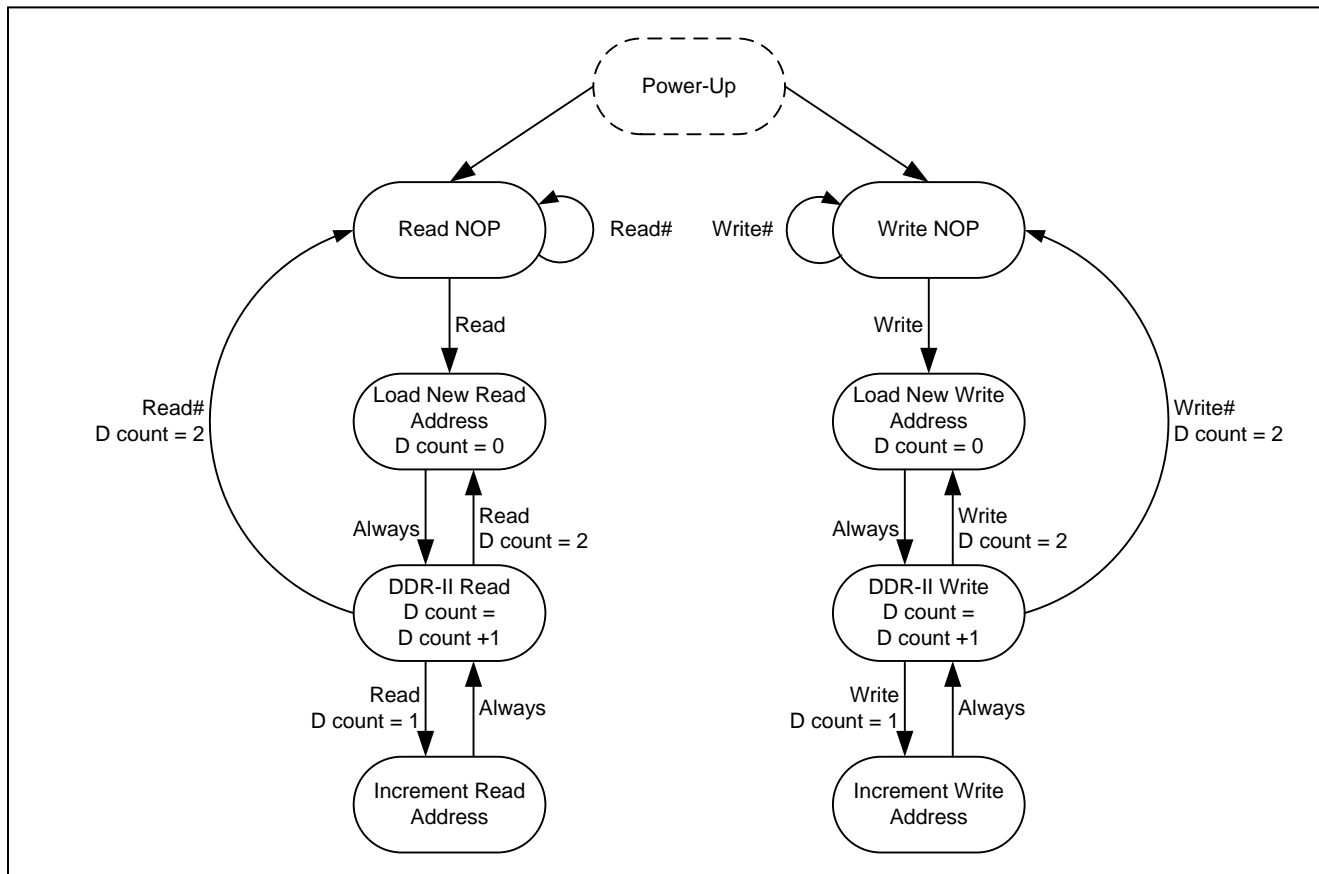 Power-Up
Read NOP
Read#
Write#
Write NOP
Read
Write
Load New Read
Address
D count = 0
Load New Write
Address
D count = 0
Read#
D count = 2
Write#
D count = 2
Always
Read
D count = 2
Always
Write
D count = 2
DDR-II Read
D count =
D count +1
DDR-II Write
D count =
D count +1
Read
D count = 1
Always
Write
D count = 1
Always
Increment Read
Address
Increment Write
Address